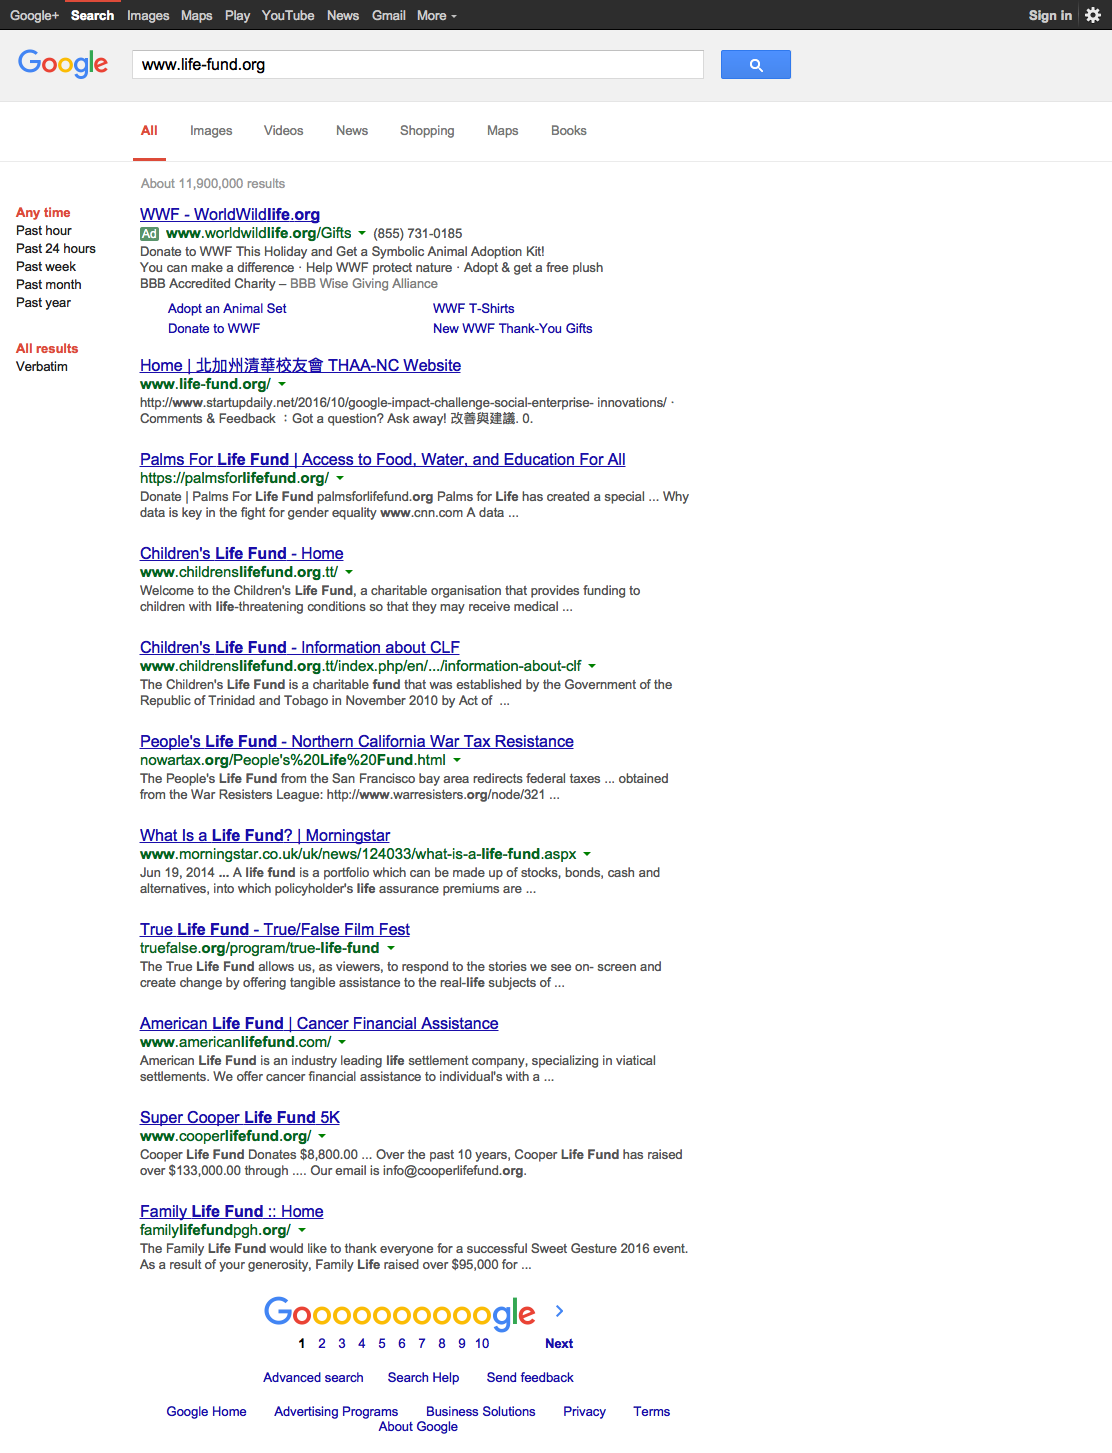 Google+ Search Images Maps Play YouTube News Gmail More Sign in
Google www.life-fund.org
All Images Videos News Shopping Maps Books
About 11,900,000 results
Any time
Past hour
Past 24 hours
Past week
Past month
Past year
All results
Verbatim
WWF - WorldWildlife.org
Ad www.worldwildlife.org/Gifts (855) 731-0185
Donate to WWF This Holiday and Get a Symbolic Animal Adoption Kit!
You can make a difference · Help WWF protect nature · Adopt & get a free plush
BBB Accredited Charity – BBB Wise Giving Alliance
Adopt an Animal Set WWF T-Shirts
Donate to WWF New WWF Thank-You Gifts
Home | 北加州清華校友會 THAA-NC Website
www.life-fund.org/
http://www.startupdaily.net/2016/10/google-impact-challenge-social-enterprise- innovations/ ·
Comments & Feedback ：Got a question? Ask away! 改善與建議. 0.
Palms For Life Fund | Access to Food, Water, and Education For All
https://palmsforlifefund.org/
Donate | Palms For Life Fund palmsforlifefund.org Palms for Life has created a special ... Why
data is key in the fight for gender equality www.cnn.com A data ...
Children's Life Fund - Home
www.childrenslifefund.org.tt/
Welcome to the Children's Life Fund, a charitable organisation that provides funding to
children with life-threatening conditions so that they may receive medical ...
Children's Life Fund - Information about CLF
www.childrenslifefund.org.tt/index.php/en/.../information-about-clf
The Children's Life Fund is a charitable fund that was established by the Government of the
Republic of Trinidad and Tobago in November 2010 by Act of ...
People's Life Fund - Northern California War Tax Resistance
nowartax.org/People's%20Life%20Fund.html
The People's Life Fund from the San Francisco bay area redirects federal taxes ... obtained
from the War Resisters League: http://www.warresisters.org/node/321 ...
What Is a Life Fund? | Morningstar
www.morningstar.co.uk/uk/news/124033/what-is-a-life-fund.aspx
Jun 19, 2014 ... A life fund is a portfolio which can be made up of stocks, bonds, cash and
alternatives, into which policyholder's life assurance premiums are ...
True Life Fund - True/False Film Fest
truefalse.org/program/true-life-fund
The True Life Fund allows us, as viewers, to respond to the stories we see on- screen and
create change by offering tangible assistance to the real-life subjects of ...
American Life Fund | Cancer Financial Assistance
www.americanlifefund.com/
American Life Fund is an industry leading life settlement company, specializing in viatical
settlements. We offer cancer financial assistance to individual's with a ...
Super Cooper Life Fund 5K
www.cooperlifefund.org/
Cooper Life Fund Donates $8,800.00 ... Over the past 10 years, Cooper Life Fund has raised
over $133,000.00 through .... Our email is info@cooperlifefund.org.
Family Life Fund :: Home
familylifefundpgh.org/
The Family Life Fund would like to thank everyone for a successful Sweet Gesture 2016 event.
As a result of your generosity, Family Life raised over $95,000 for ...
Goooooooooogle >
1 2 3 4 5 6 7 8 9 10 Next
Advanced search Search Help Send feedback
Google Home Advertising Programs Business Solutions Privacy Terms
About Google